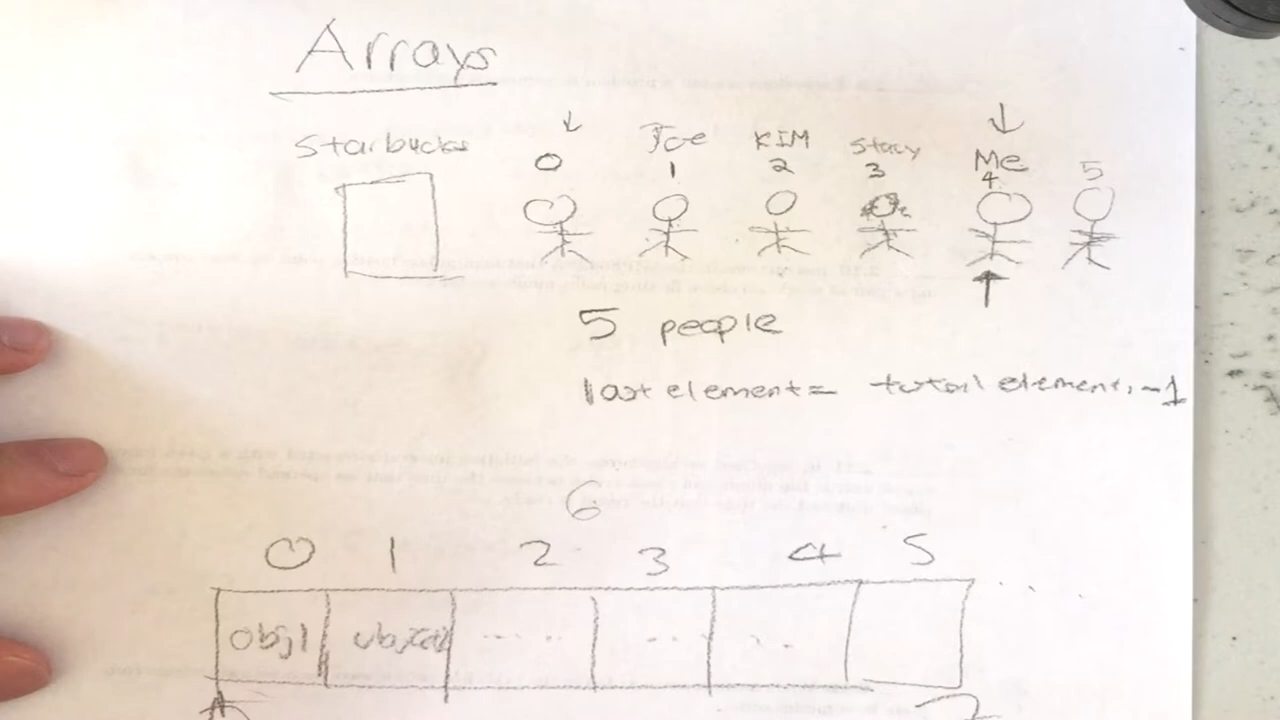 Arrays
Starbucks
Joe KIM Stacy Me
0 1 2 3 4 5
5 people
last element = total element, -1
6
0 1 2 3 4 5
obj1